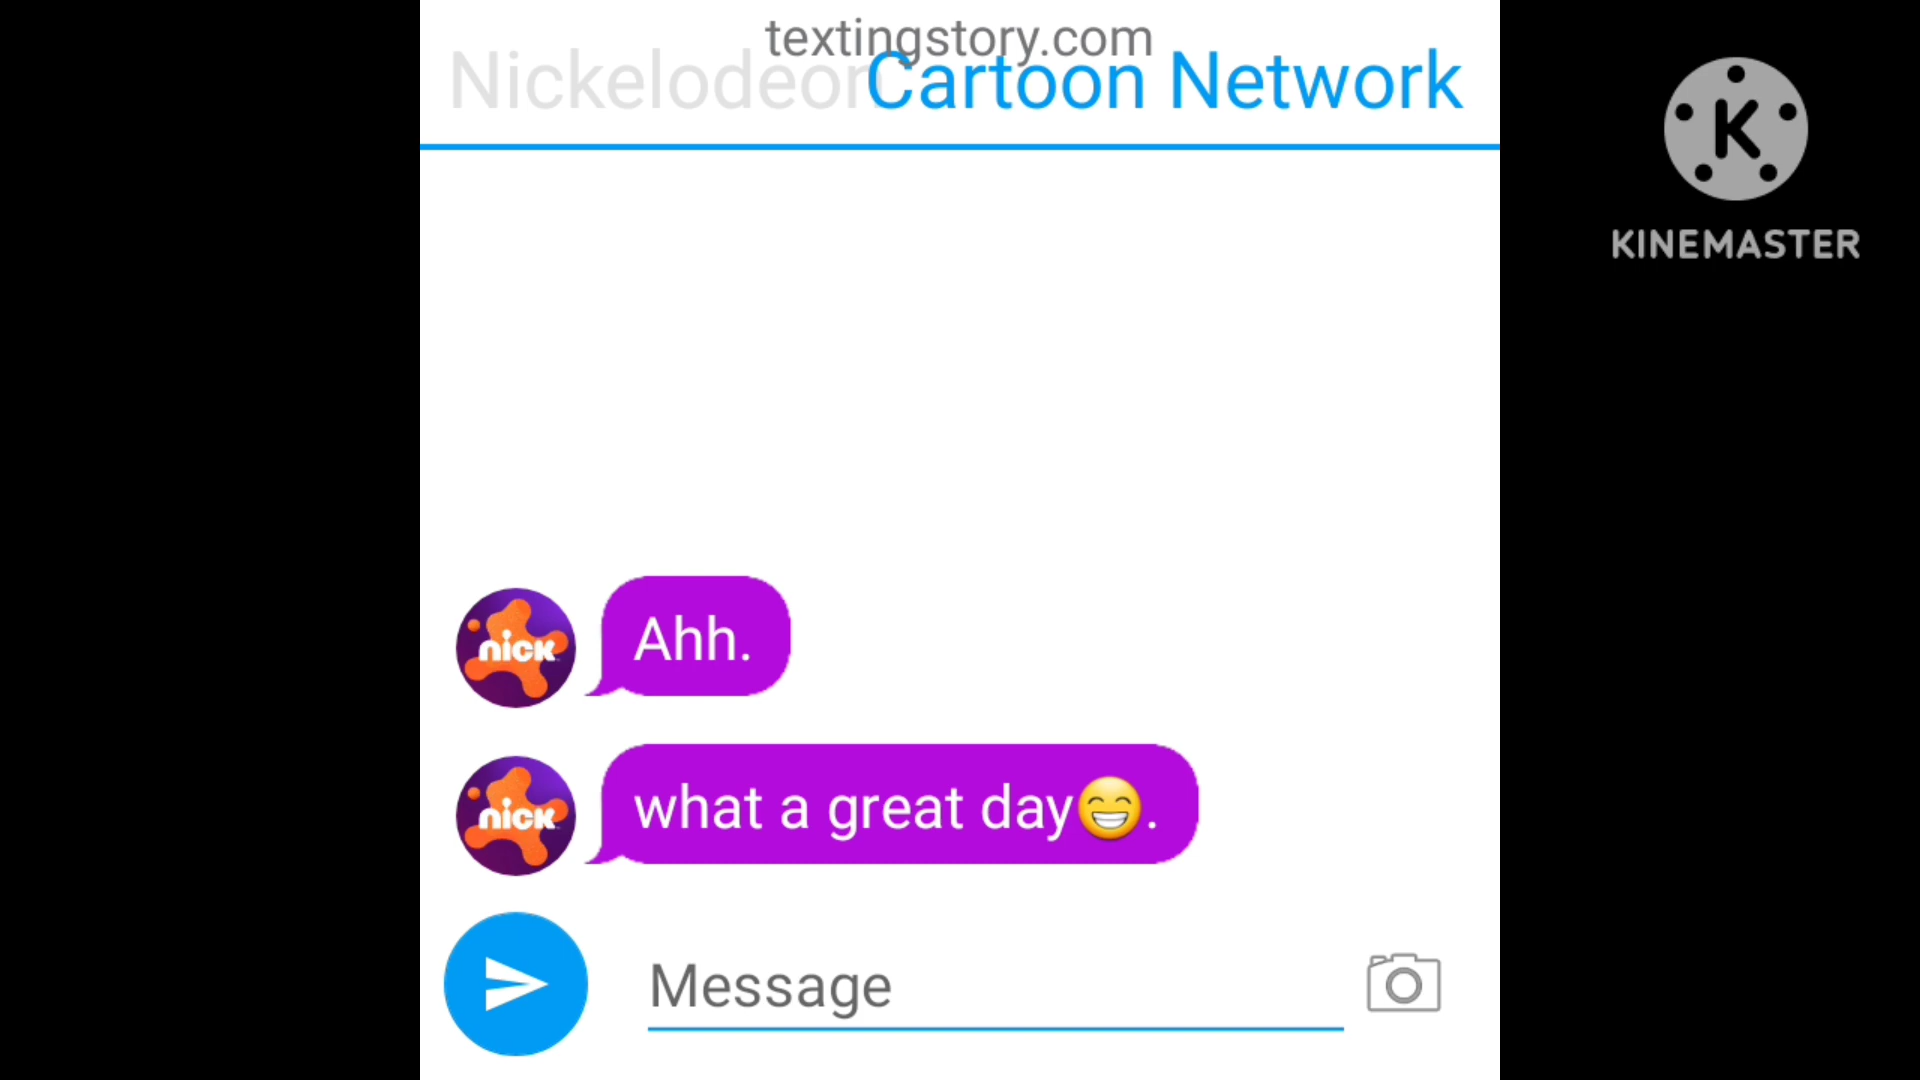 textingstory.com
Nickelodeon
Cartoon Network
KINEMASTER
nick
Ahh.
nick
what a great day😁.
Message